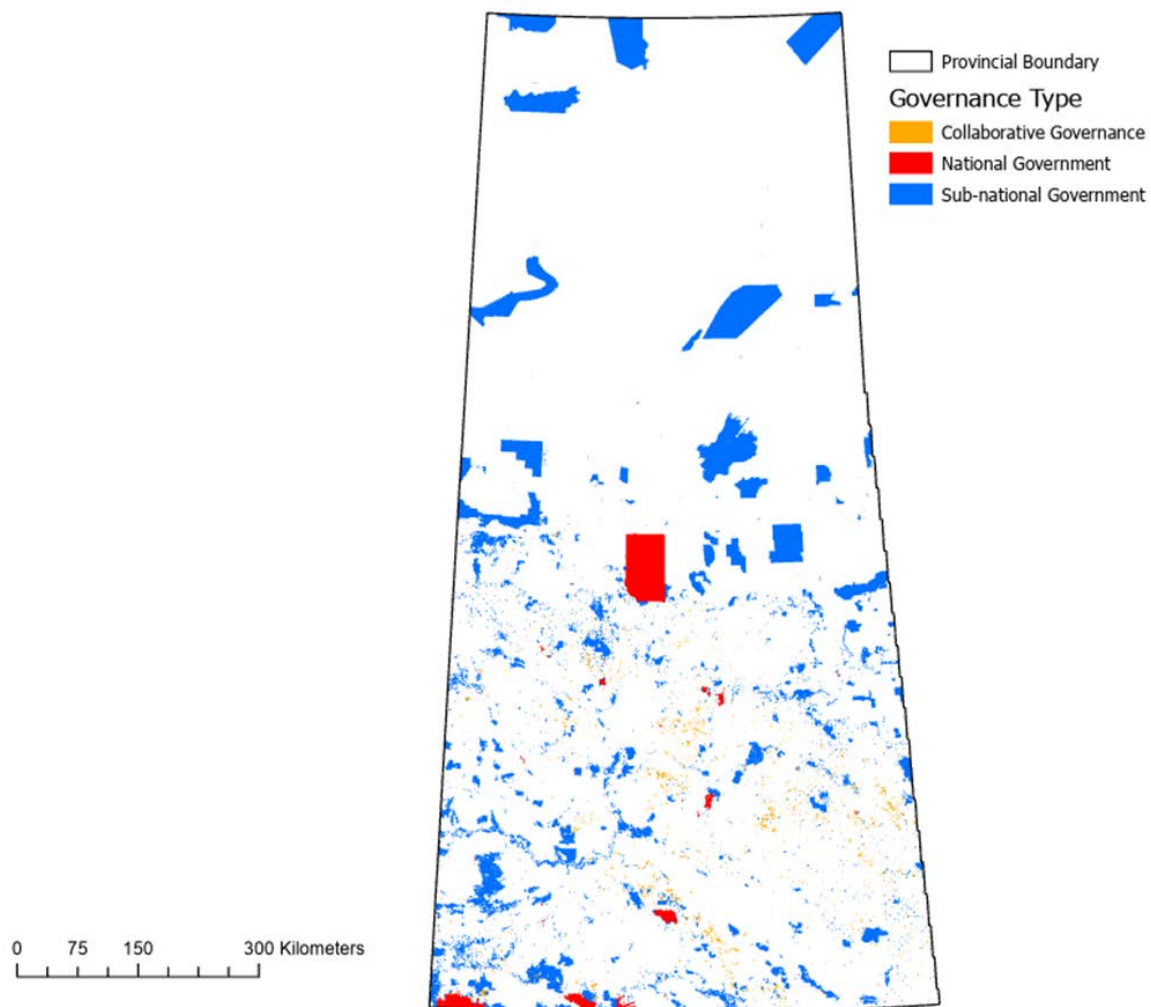 Provincial Boundary
Governance Type
Collaborative Governance
National Government
Sub-national Government
0 75 150 300 Kilometers